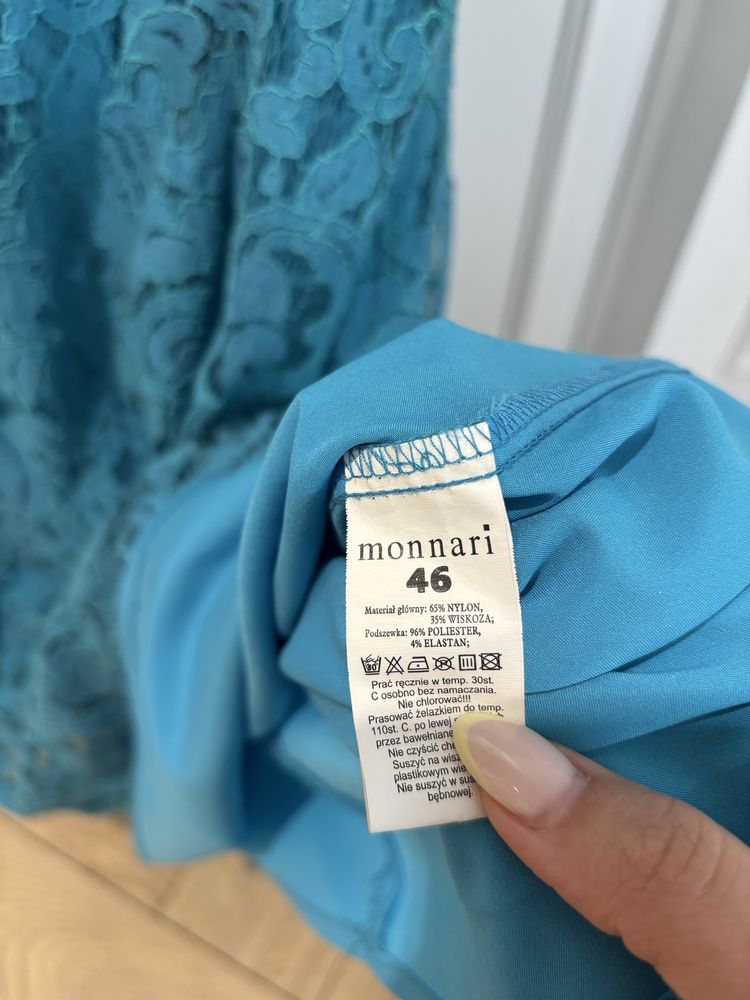 monnari
46
Materiał główny: 65% NYLON,
35% WISKOZA;
Podszewka: 96% POLIESTER,
4% ELASTAN;
30
Prać ręcznie w temp. 30st.
C osobno bez namaczania.
Nie chlorować!!!
Prasować żelazkiem do temp.
110st. C. po lewej
przez bawełniane
Nie czyścić che
Suszyć na wisz
plastikowym wie
Nie suszyć w sus
bębnowej.